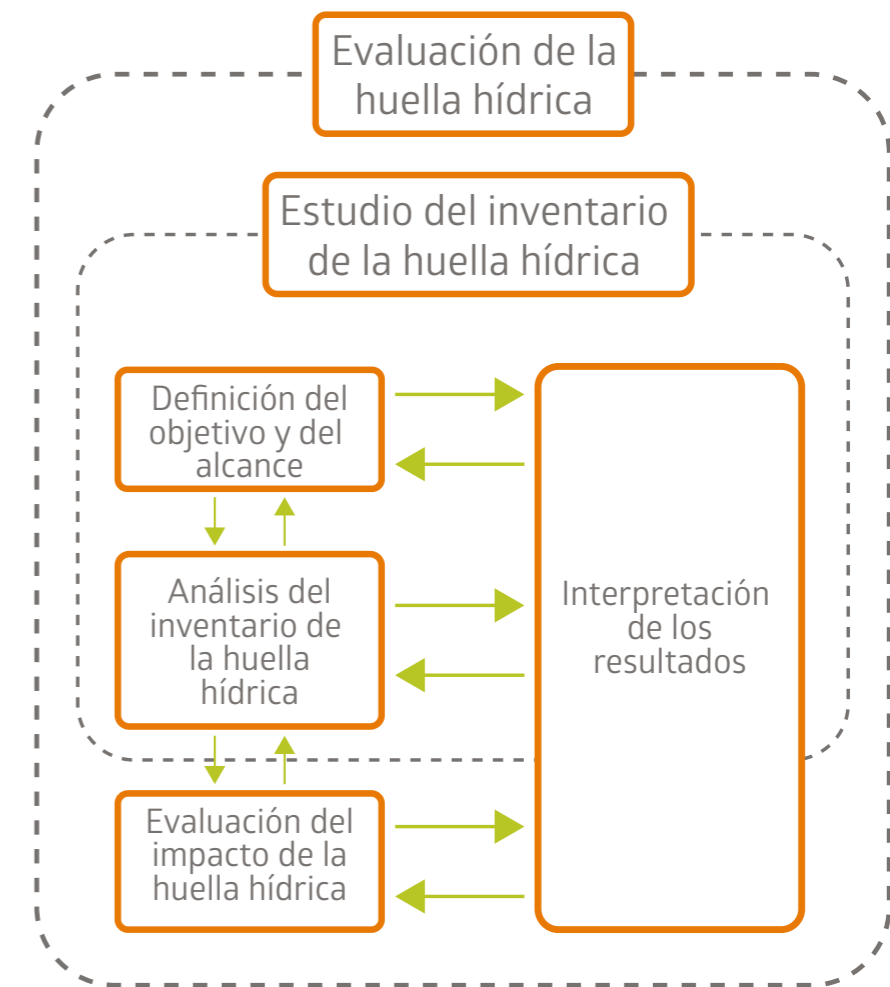 Evaluación de la
huella hídrica
Estudio del inventario
de la huella hídrica
Definición del
objetivo y del
alcance
Análisis del
inventario de
la huella
hídrica
Evaluación del
impacto de la
huella hídrica
Interpretación
de los
resultados